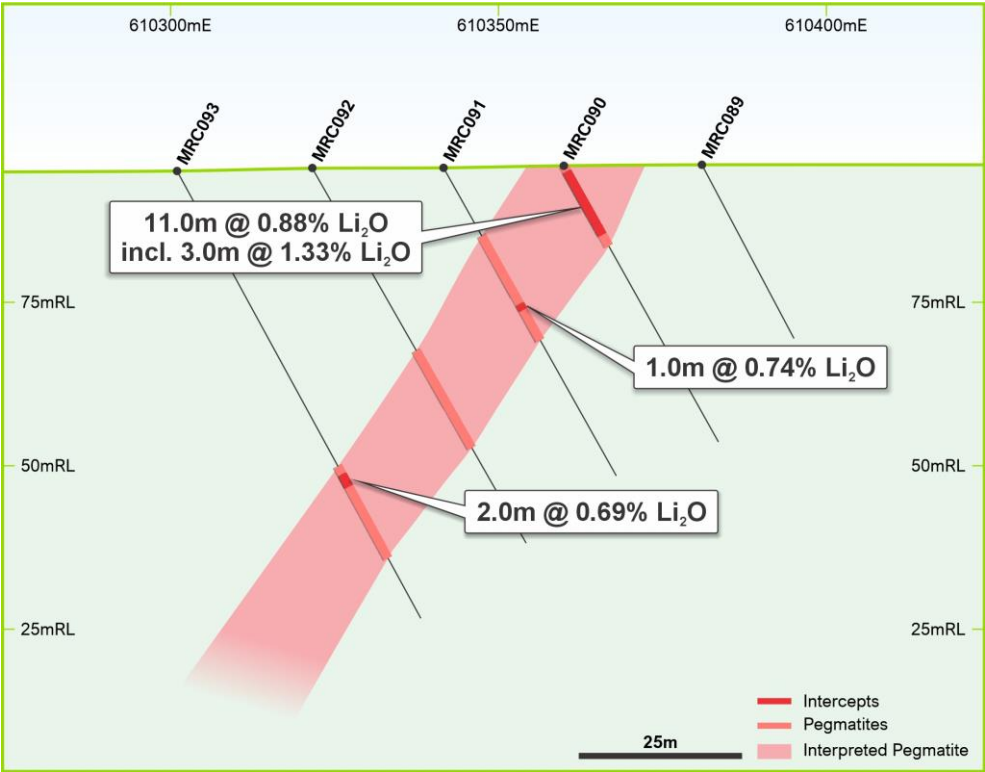 610300mE
610350mE
610400mE
MRC093
MRC092
MRC091
MRC090
MRC089
11.0m @ 0.88% Li₂O
incl. 3.0m @ 1.33% Li₂O
75mRL
75mRL
1.0m @ 0.74% Li₂O
50mRL
50mRL
2.0m @ 0.69% Li₂O
25mRL
25mRL
Intercepts
Pegmatites
25m
Interpreted Pegmatite